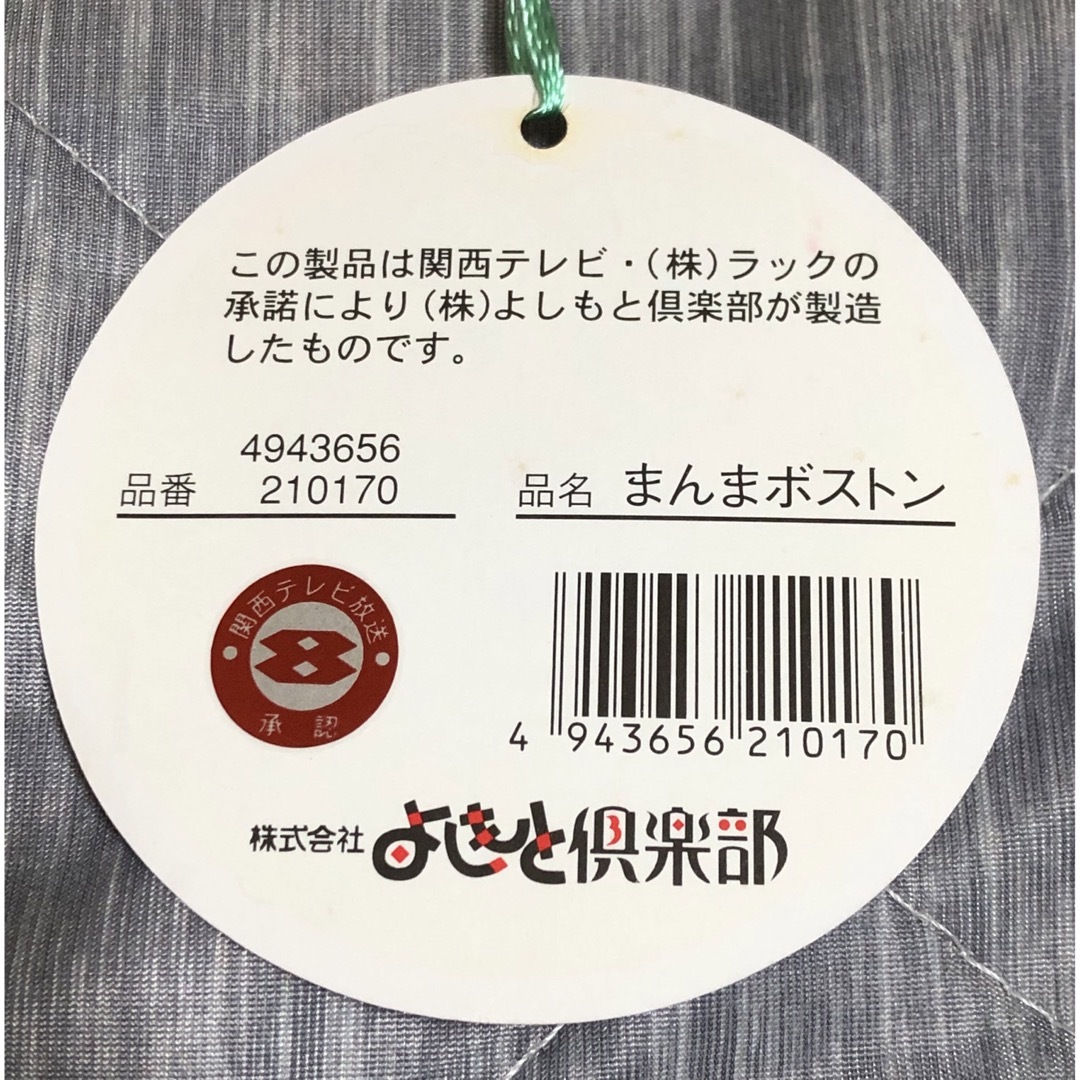 この製品は関西テレビ・(株)ラックの
承諾により(株)よしもと倶楽部が製造
したものです。
4943656
品番 210170
品名 まんまボストン
関西テレビ放送
承認
4 943656 210170
株式会社 よしもと倶楽部